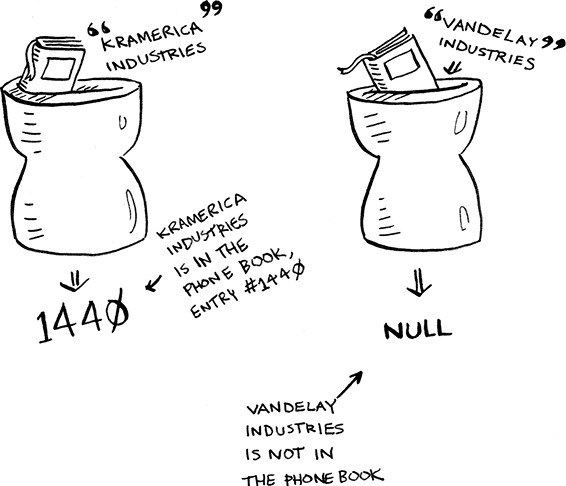 “KRAMERICA”
INDUSTRIES
“VANDELAY”
INDUSTRIES
KRAMERICA
INDUSTRIES
IS IN THE
PHONE BOOK,
ENTRY #1440
1440
NULL
VANDELAY
INDUSTRIES
IS NOT IN
THE PHONE BOOK